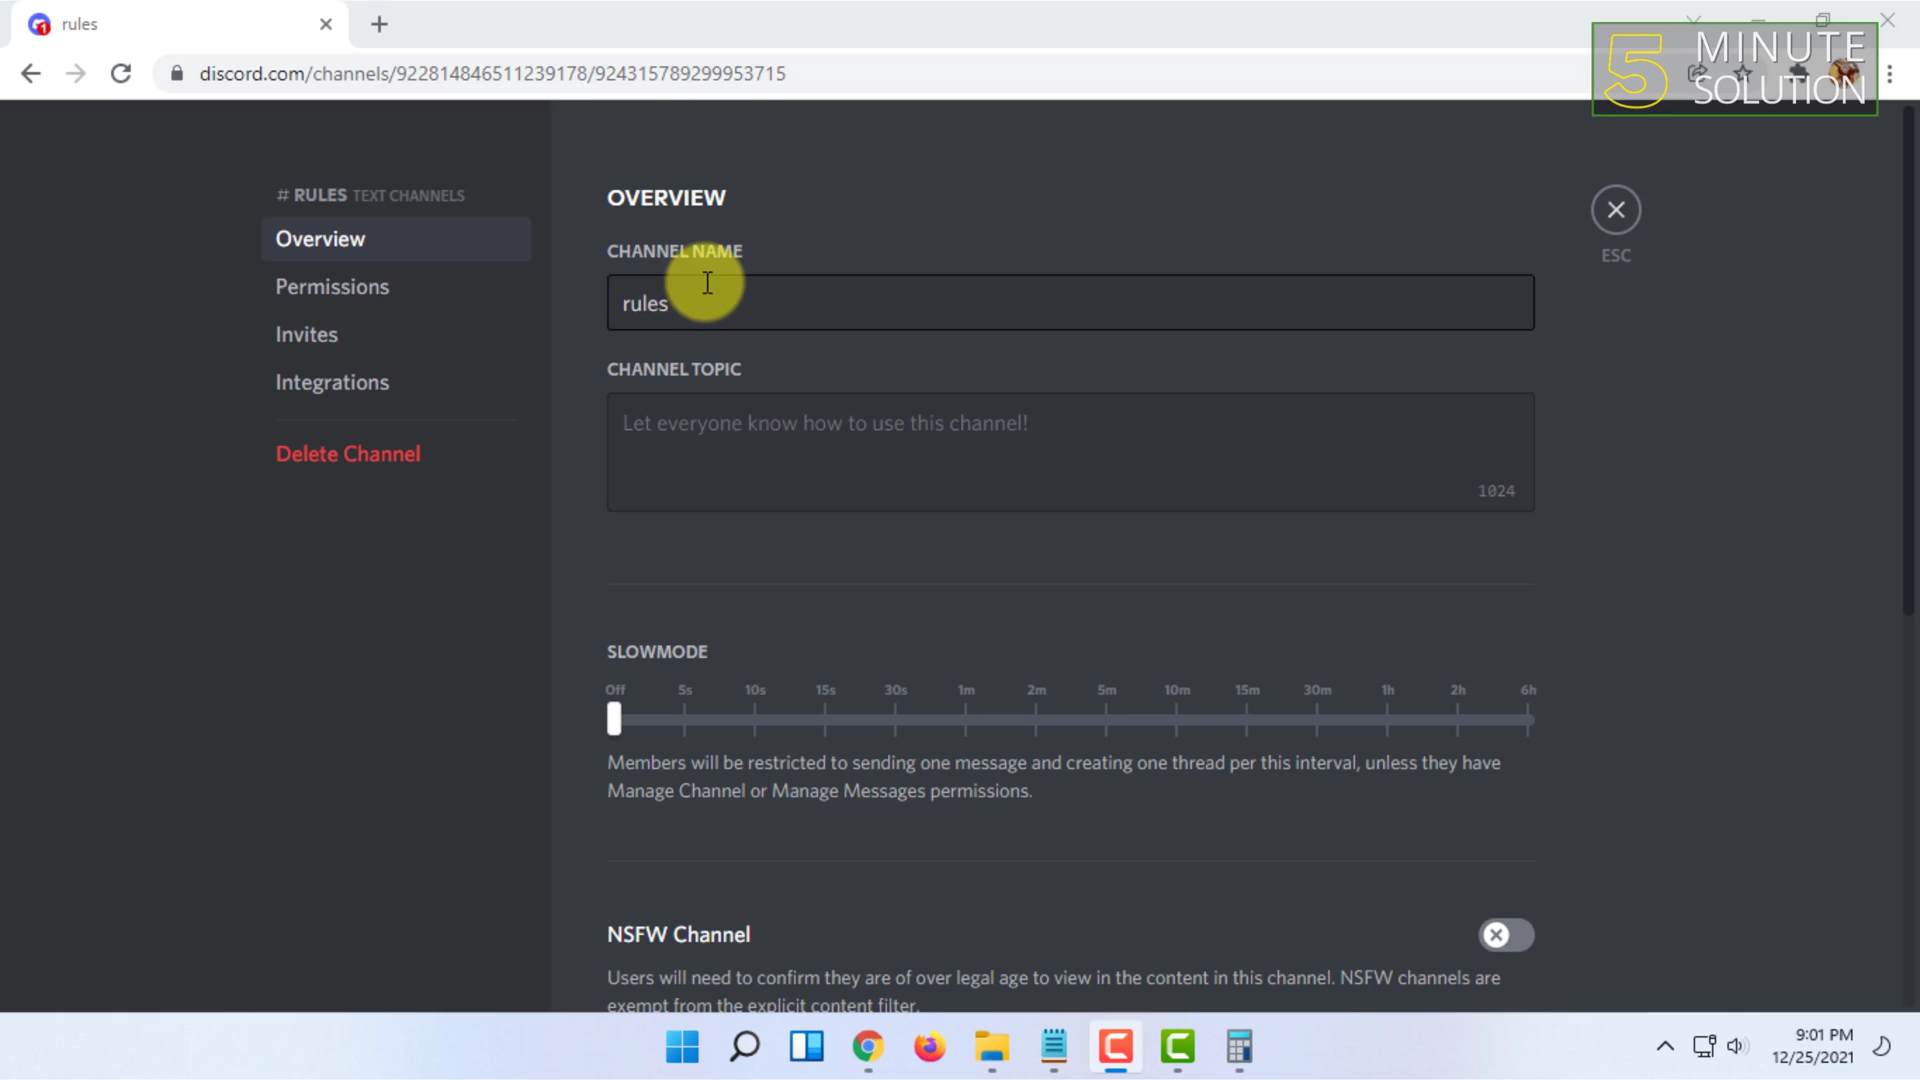 rules
discord.com/channels/922814846511239178/924315789299953715
5 MINUTE
SOLUTION
# RULES TEXT CHANNELS
Overview
Permissions
Invites
Integrations
Delete Channel
OVERVIEW
CHANNEL NAME
rules
CHANNEL TOPIC
Let everyone know how to use this channel!
1024
ESC
SLOWMODE
Off 5s 10s 15s 30s 1m 2m 5m 10m 15m 30m 1h 2h 6h
Members will be restricted to sending one message and creating one thread per this interval, unless they have
Manage Channel or Manage Messages permissions.
NSFW Channel
Users will need to confirm they are of over legal age to view in the content in this channel. NSFW channels are
exempt from the explicit content filter.
9:01 PM
12/25/2021